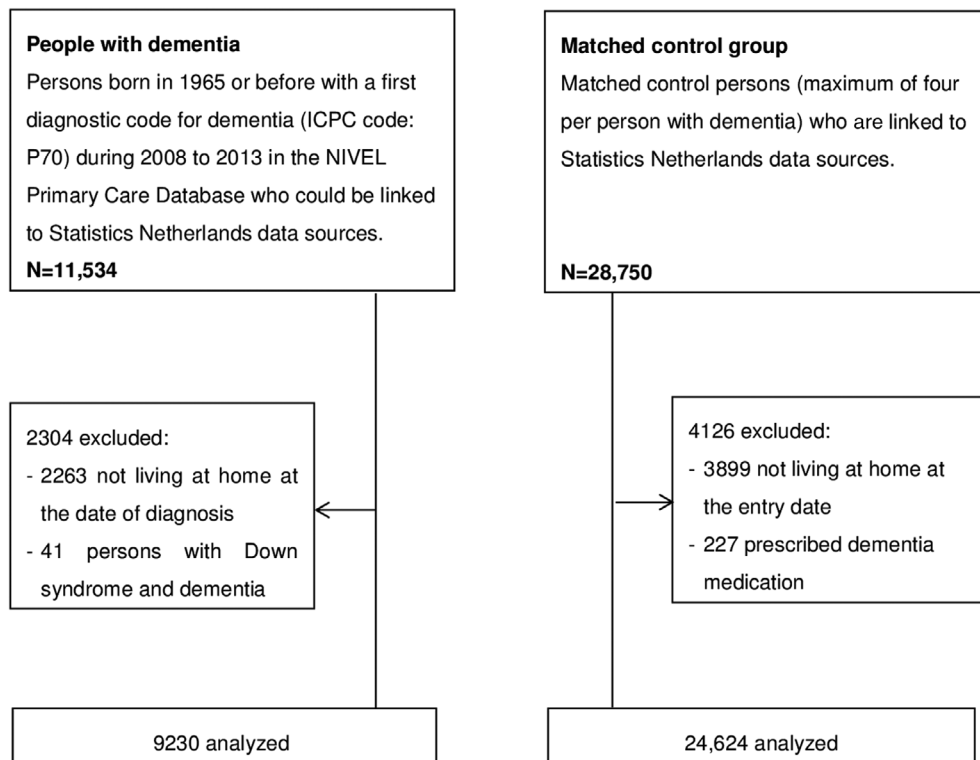 People with dementia
Persons born in 1965 or before with a first
diagnostic code for dementia (ICPC code:
P70) during 2008 to 2013 in the NIVEL
Primary Care Database who could be linked
to Statistics Netherlands data sources.
N=11,534
Matched control group
Matched control persons (maximum of four
per person with dementia) who are linked to
Statistics Netherlands data sources.
N=28,750
2304 excluded:
- 2263 not living at home at
the date of diagnosis
- 41 persons with Down
syndrome and dementia
4126 excluded:
- 3899 not living at home at
the entry date
- 227 prescribed dementia
medication
9230 analyzed
24,624 analyzed